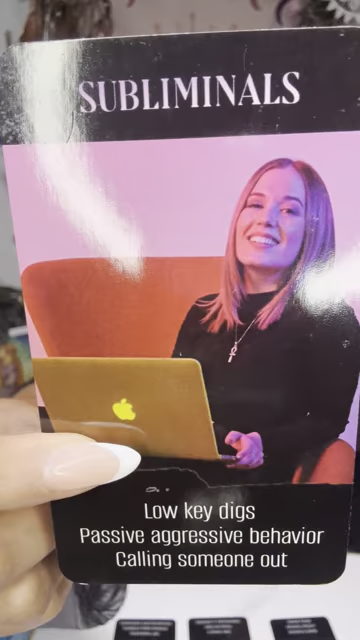 SUBLIMINALS
Low key digs
Passive aggressive behavior
Calling someone out